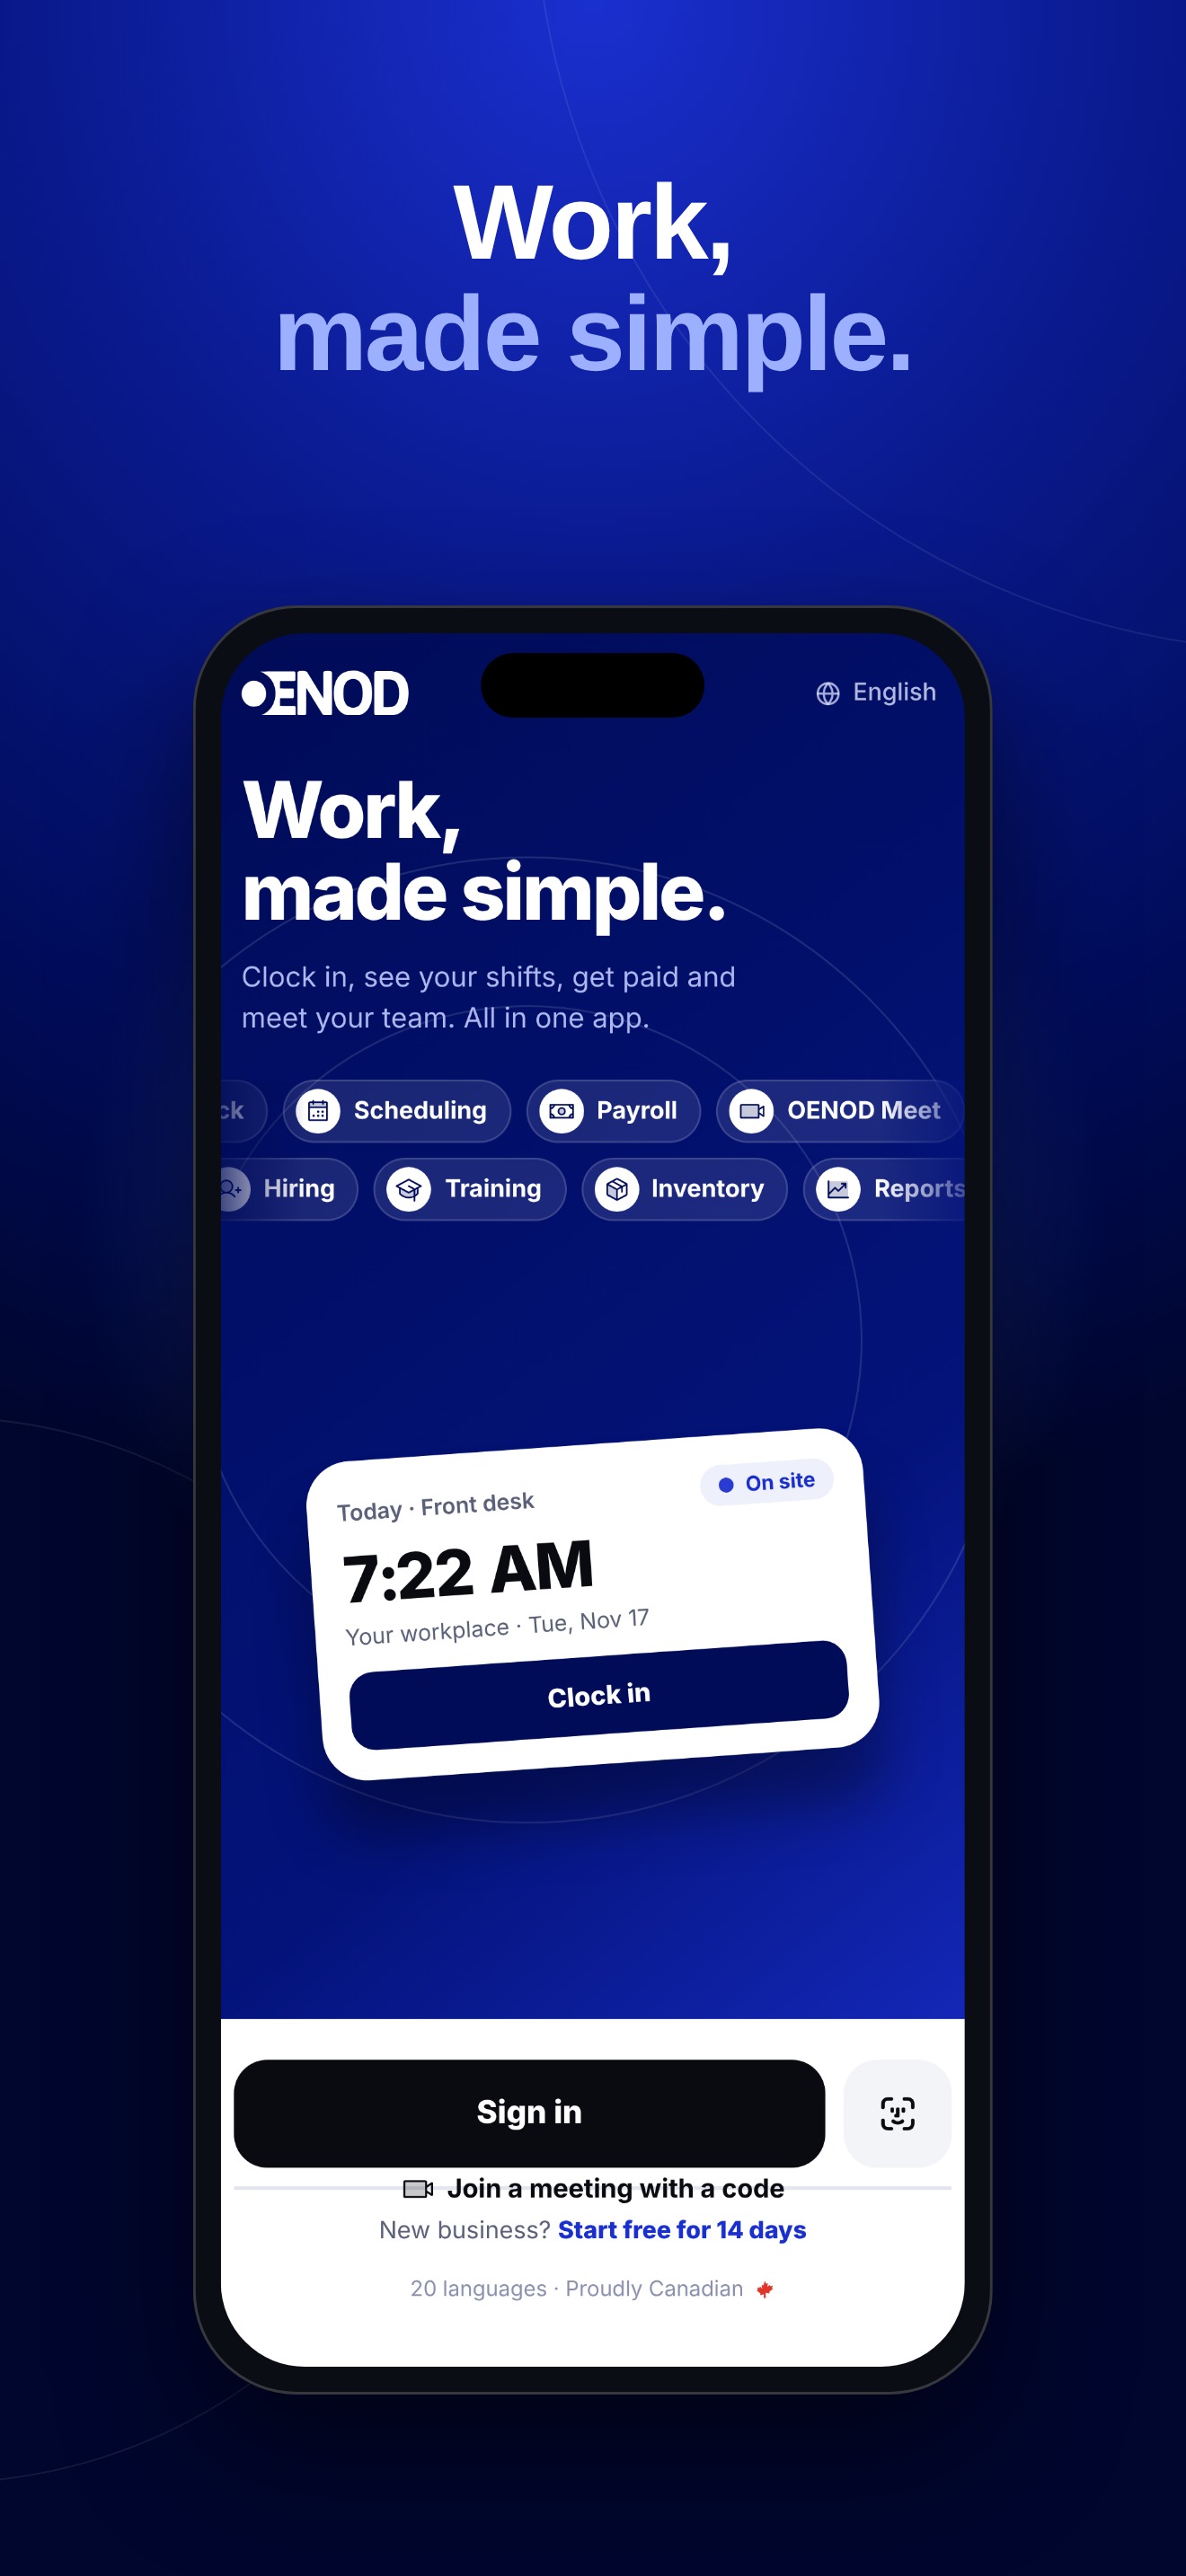 Work,
made simple.
OENOD
English
Work,
made simple.
Clock in, see your shifts, get paid and
meet your team. All in one app.
ck Scheduling Payroll OENOD Meet
Hiring Training Inventory Reports
On site
Today · Front desk
7:22 AM
Your workplace · Tue, Nov 17
Clock in
Sign in
Join a meeting with a code
New business? Start free for 14 days
20 languages · Proudly Canadian